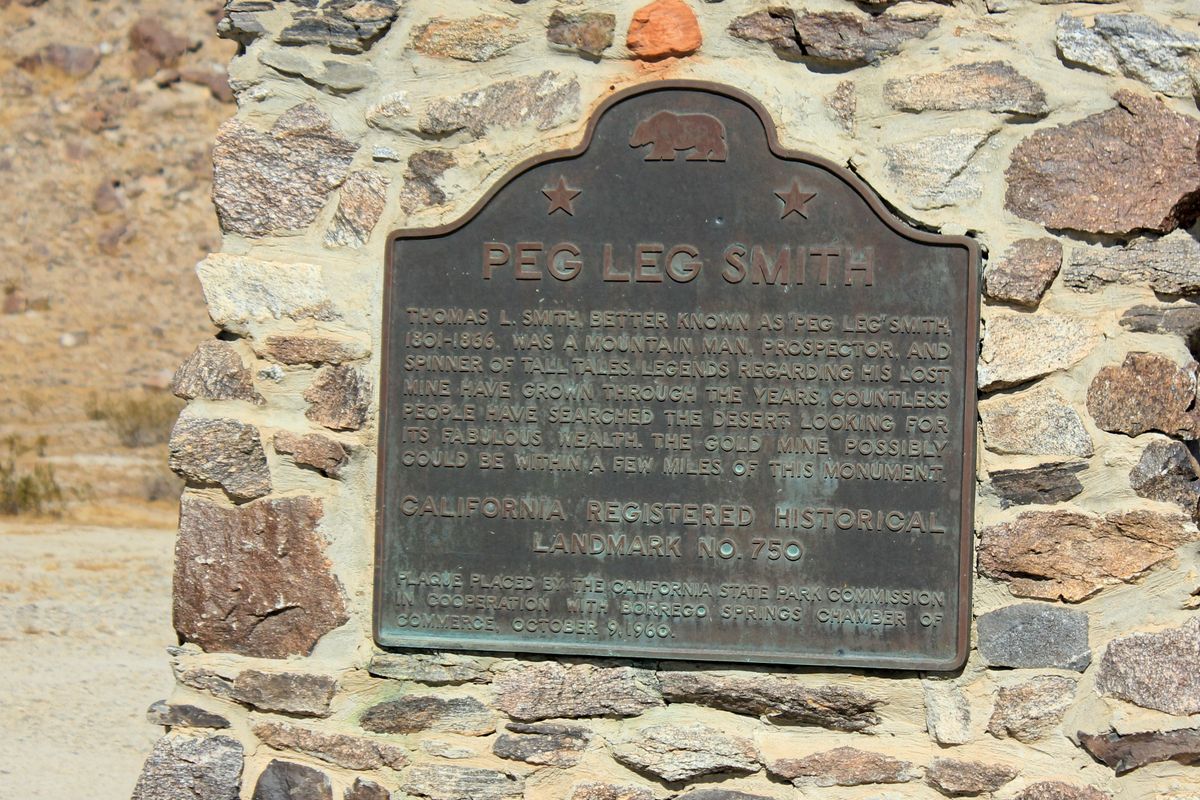 PEG LEG SMITH
THOMAS L. SMITH, BETTER KNOWN AS "PEG LEG" SMITH,
1801-1866, WAS A MOUNTAIN MAN, PROSPECTOR, AND
SPINNER OF TALL TALES. LEGENDS REGARDING HIS LOST
MINE HAVE GROWN THROUGH THE YEARS. COUNTLESS
PEOPLE HAVE SEARCHED THE DESERT LOOKING FOR
ITS FABULOUS WEALTH. THE GOLD MINE POSSIBLY
COULD BE WITHIN A FEW MILES OF THIS MONUMENT.
CALIFORNIA REGISTERED HISTORICAL
LANDMARK NO. 750
PLAQUE PLACED BY THE CALIFORNIA STATE PARK COMMISSION
IN COOPERATION WITH BORREGO SPRINGS CHAMBER OF
COMMERCE, OCTOBER 9, 1960.